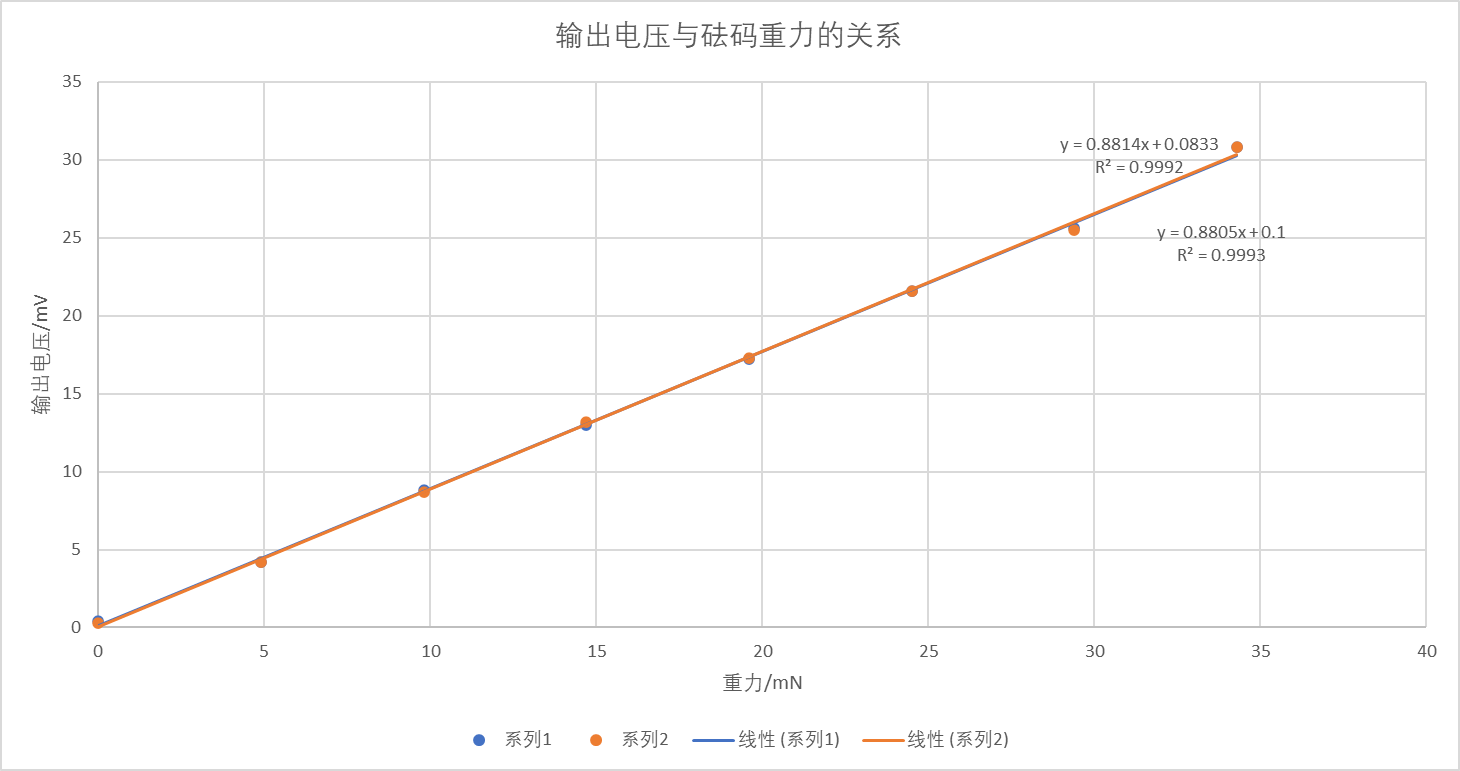 输出电压与砝码重力的关系
35
30
25
20
15
10
5
0
输出电压/mV
y = 0.8814x + 0.0833
R² = 0.9992
y = 0.8805x + 0.1
R² = 0.9993
0 5 10 15 20 25 30 35 40
重力/mN
系列1 系列2 线性 (系列1) 线性 (系列2)